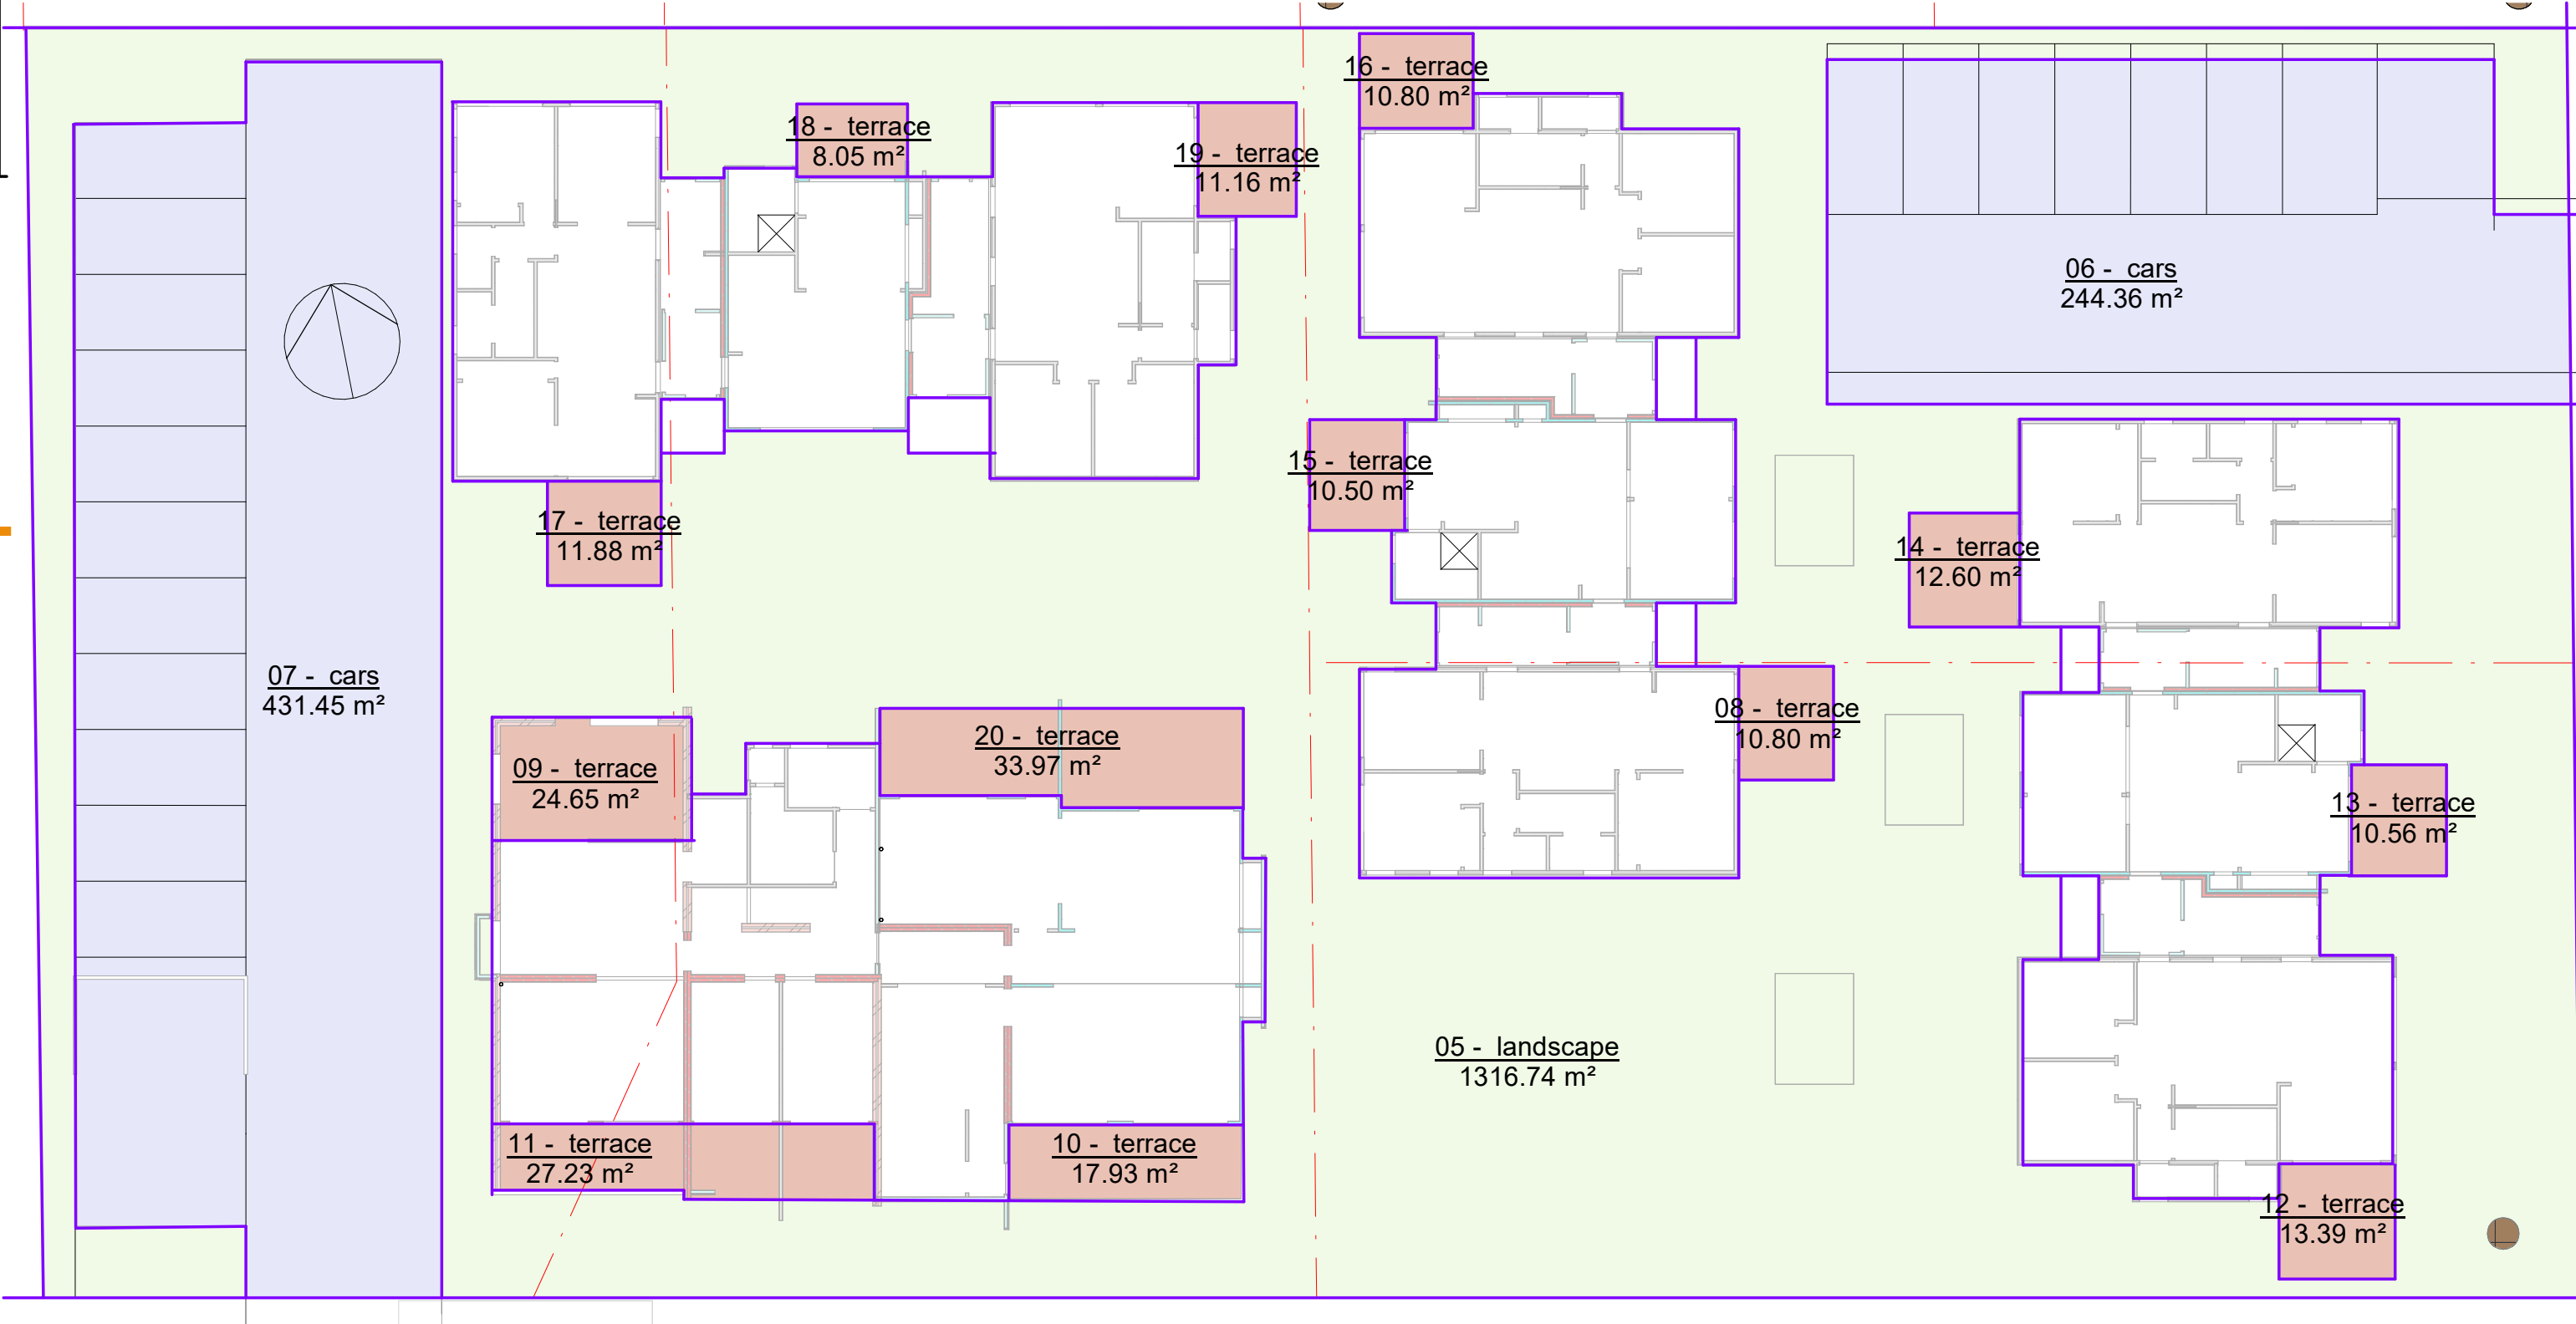 16 -  terrace
10.80 m²
18 -  terrace
8.05 m²
19 -  terrace
11.16 m²
06 -  cars
244.36 m²
15 -  terrace
10.50 m²
17 -  terrace
11.88 m²
14 -  terrace
12.60 m²
07 -  cars
431.45 m²
08 -  terrace
10.80 m²
20 -  terrace
33.97 m²
09 -  terrace
24.65 m²
13 -  terrace
10.56 m²
05 -  landscape
1316.74 m²
11 -  terrace
27.23 m²
10 -  terrace
17.93 m²
12 -  terrace
13.39 m²